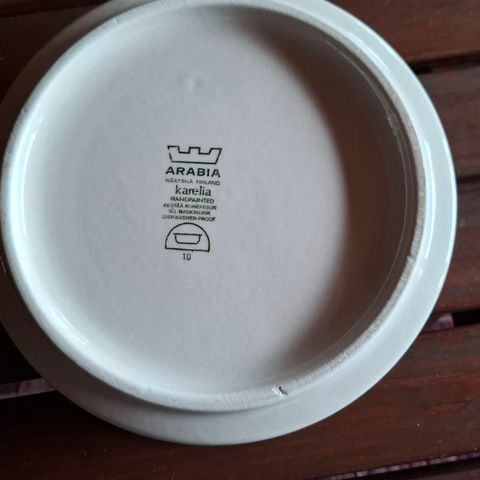 ARABIA
WÄRTSILÄ FINLAND
karelia
HANDPAINTED
KESTÄÄ KONEPESUN
TÅL MASKINDISK
DISHWASHER-PROOF
10